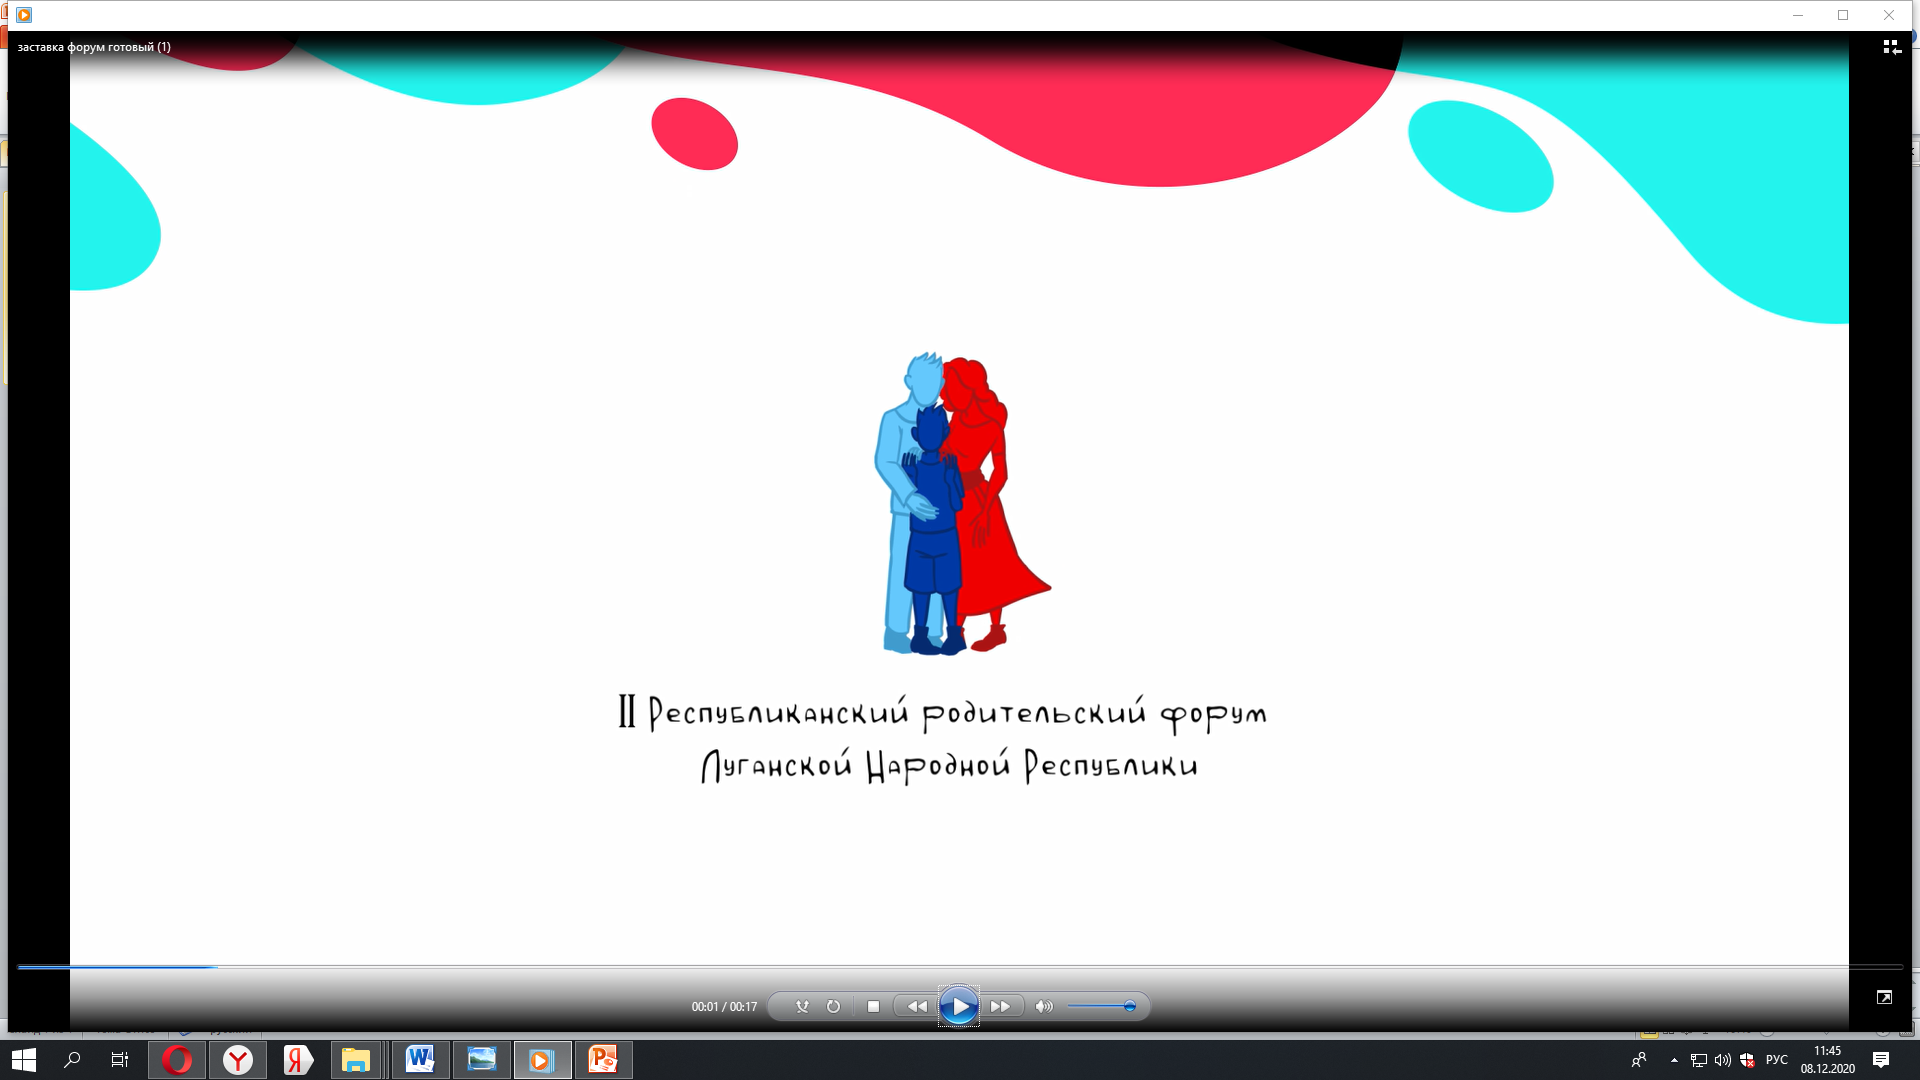 заставка форум готовый (1)
II Республиканский родительский форум
Луганской Народной Республики
00:01 / 00:17
РУС
11:45
08.12.2020